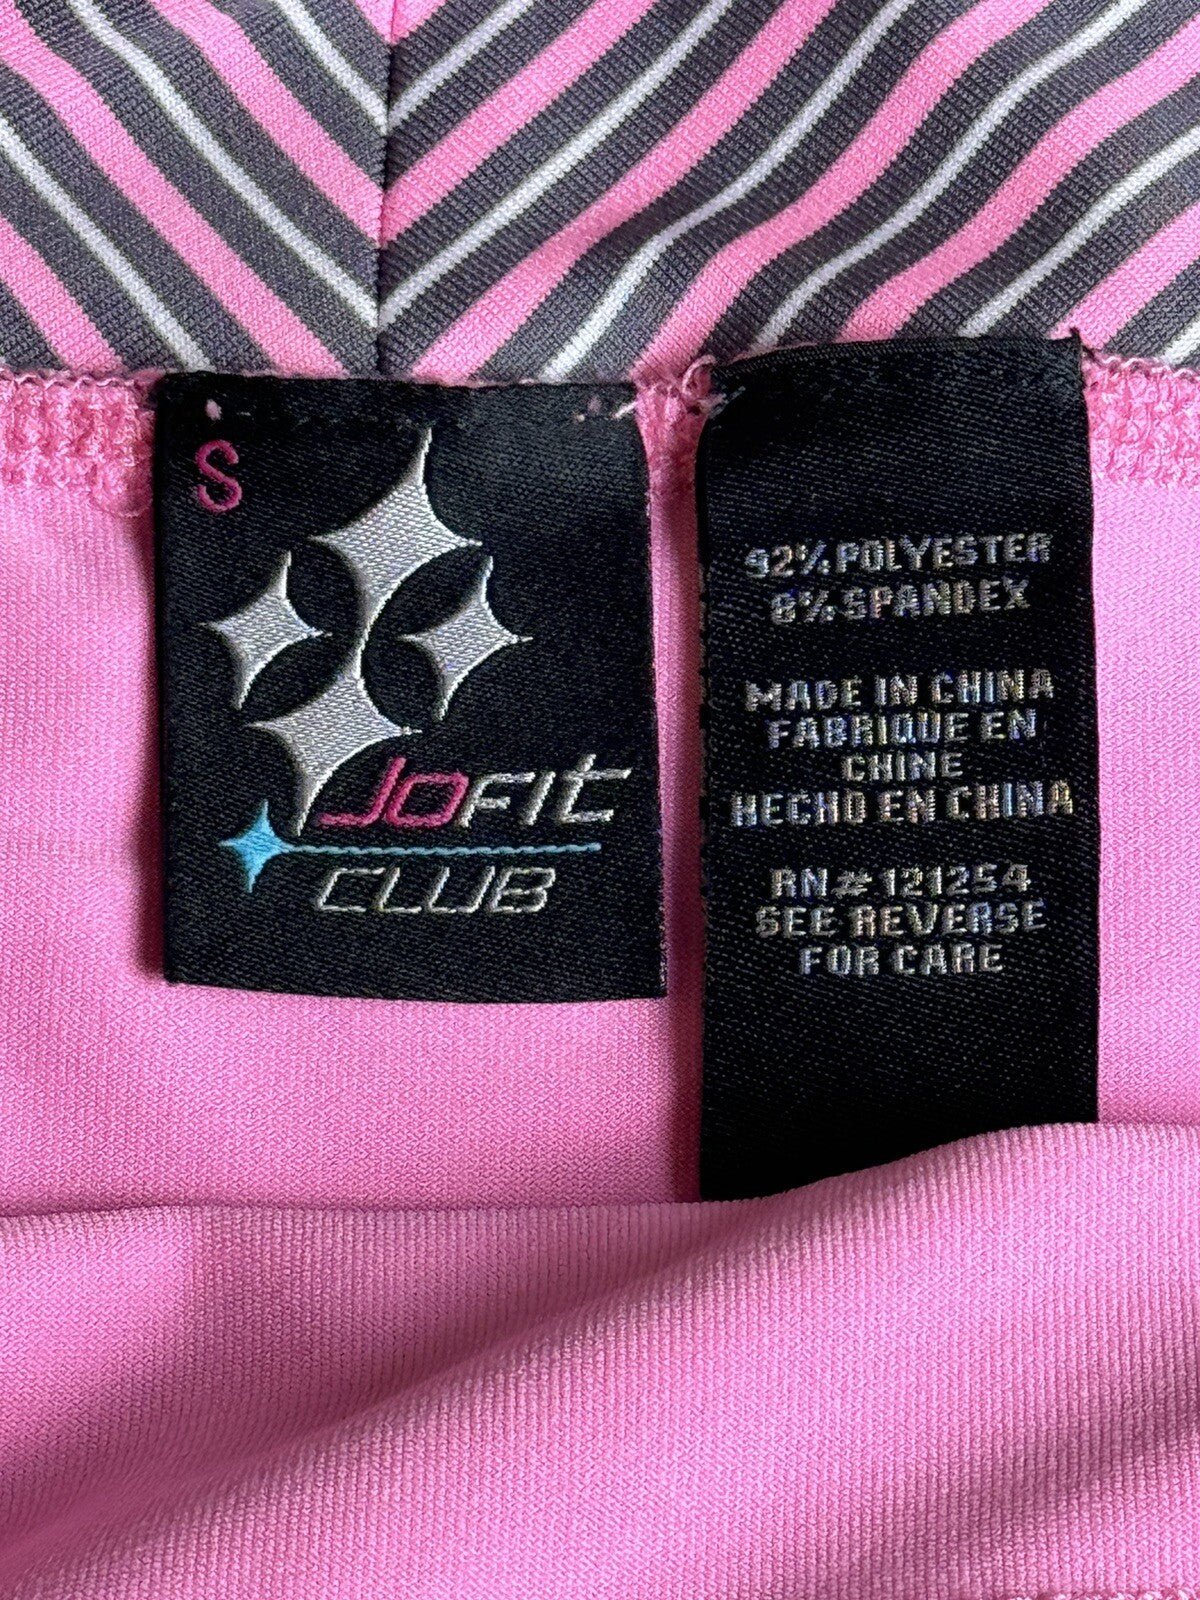 S
JOFIT
CLUB
92% POLYESTER
8% SPANDEX
MADE IN CHINA
FABRIQUE EN
CHINE
HECHO EN CHINA
RN# 121254
SEE REVERSE
FOR CARE